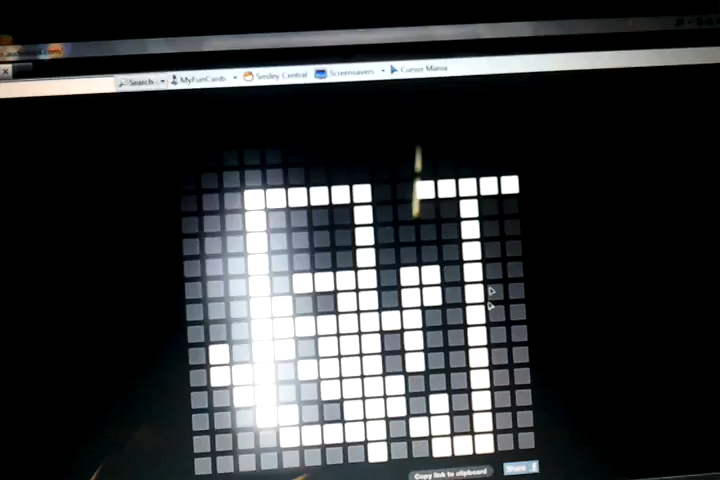 Search MyFunCards Smiley Central Screensavers Cursor Mania
Copy link to clipboard Share